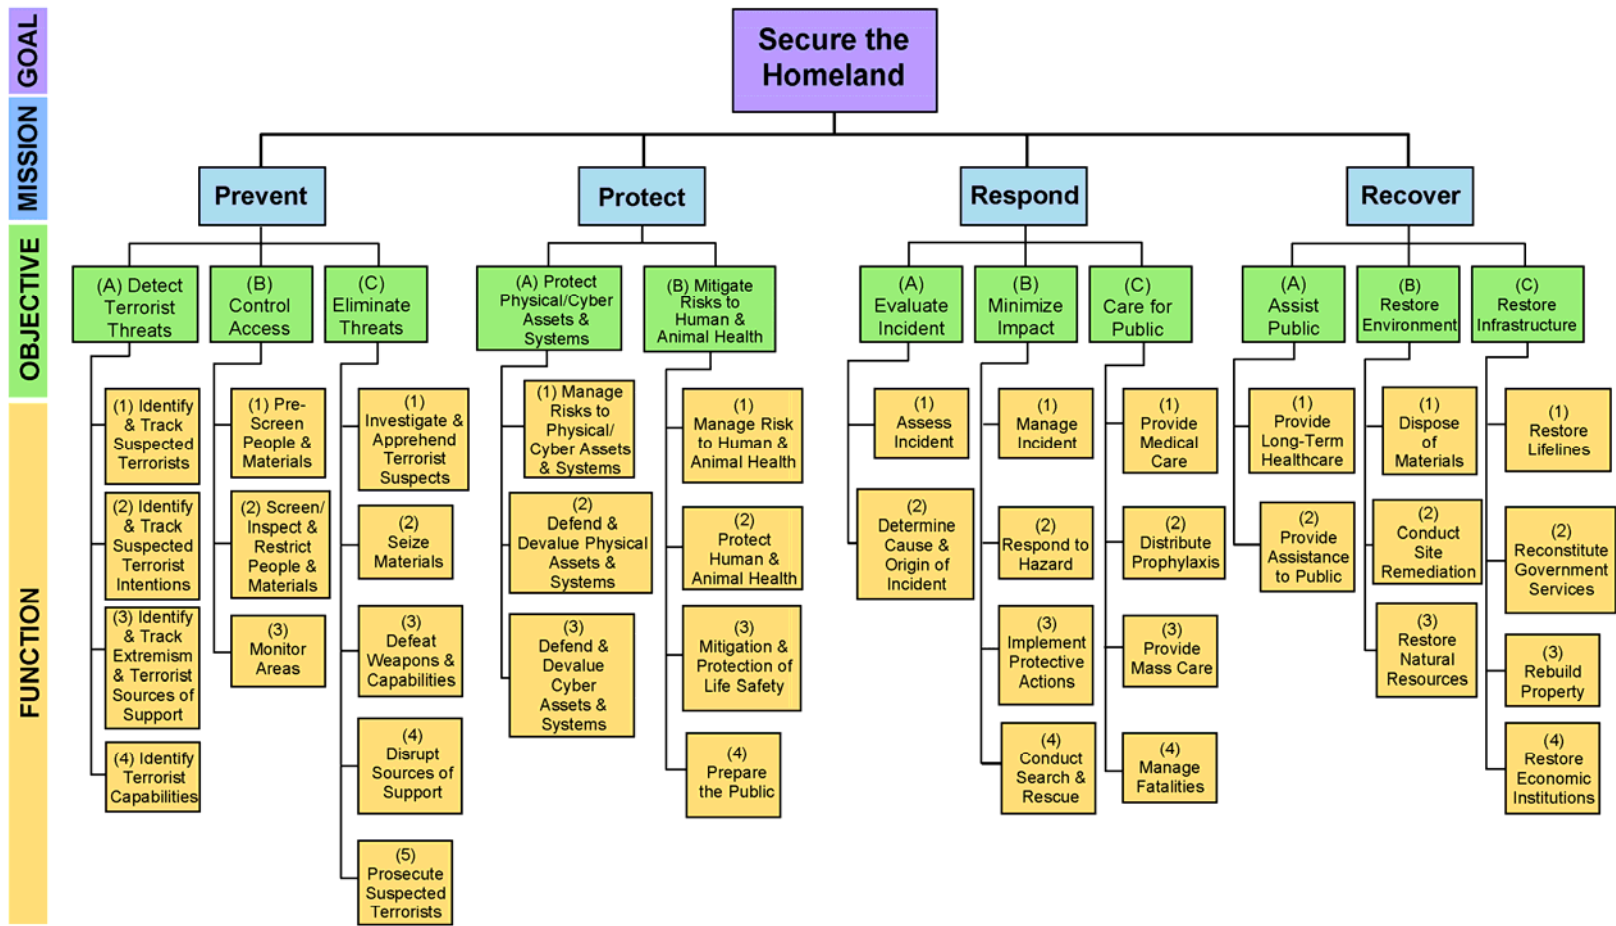 GOAL
MISSION
OBJECTIVE
FUNCTION
Secure the
Homeland
Prevent
Protect
Respond
Recover
(A) Detect
Terrorist
Threats
(B)
Control
Access
(C)
Eliminate
Threats
(A) Protect
Physical/Cyber
Assets &
Systems
(B) Mitigate
Risks to
Human &
Animal Health
(A)
Evaluate
Incident
(B)
Minimize
Impact
(C)
Care for
Public
(A)
Assist
Public
(B)
Restore
Environment
(C)
Restore
Infrastructure
(1) Identify
& Track
Suspected
Terrorists
(2) Identify
& Track
Suspected
Terrorist
Intentions
(3) Identify
& Track
Extremism
& Terrorist
Sources of
Support
(4) Identify
Terrorist
Capabilities
(1) Pre-
Screen
People &
Materials
(2) Screen/
Inspect &
Restrict
People &
Materials
(3)
Monitor
Areas
(1)
Investigate &
Apprehend
Terrorist
Suspects
(2)
Seize
Materials
(3)
Defeat
Weapons &
Capabilities
(4)
Disrupt
Sources of
Support
(5)
Prosecute
Suspected
Terrorists
(1) Manage
Risks to
Physical/
Cyber Assets
& Systems
(2)
Defend &
Devalue Physical
Assets &
Systems
(3)
Defend &
Devalue
Cyber
Assets &
Systems
(1)
Manage Risk
to Human &
Animal Health
(2)
Protect
Human &
Animal Health
(3)
Mitigation &
Protection of
Life Safety
(4)
Prepare
the Public
(1)
Assess
Incident
(2)
Determine
Cause &
Origin of
Incident
(1)
Manage
Incident
(2)
Respond to
Hazard
(3)
Implement
Protective
Actions
(4)
Conduct
Search &
Rescue
(1)
Provide
Medical
Care
(2)
Distribute
Prophylaxis
(3)
Provide
Mass Care
(4)
Manage
Fatalities
(1)
Provide
Long-Term
Healthcare
(2)
Provide
Assistance
to Public
(1)
Dispose
of
Materials
(2)
Conduct
Site
Remediation
(3)
Restore
Natural
Resources
(1)
Restore
Lifelines
(2)
Reconstitute
Government
Services
(3)
Rebuild
Property
(4)
Restore
Economic
Institutions